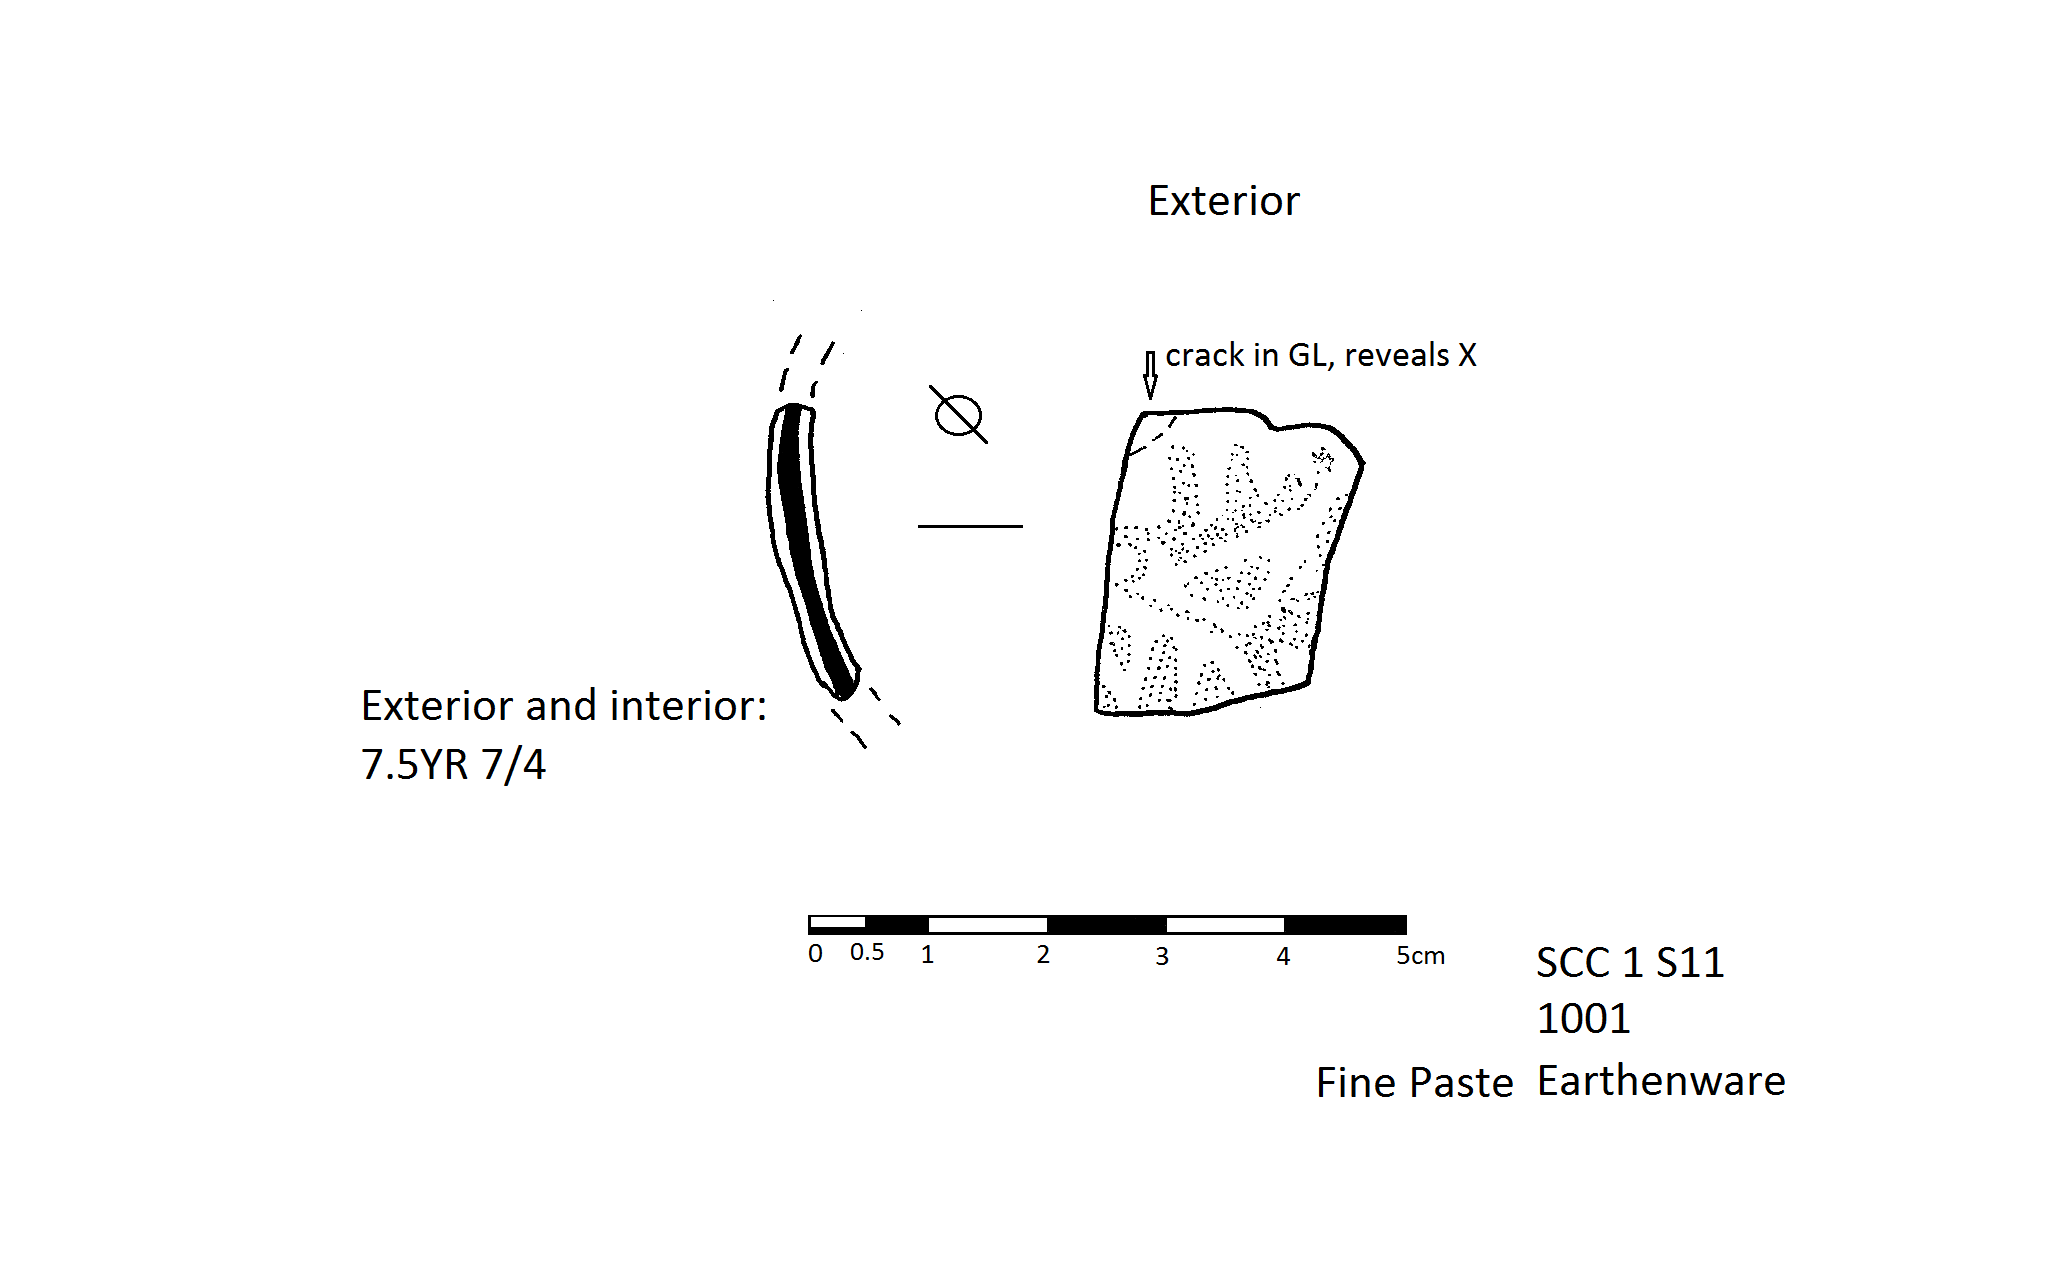 Exterior
crack in GL, reveals X
Exterior and interior:
7.5YR 7/4
0 0.5 1 2 3 4 5cm
SCC 1 S11
1001
Fine Paste Earthenware